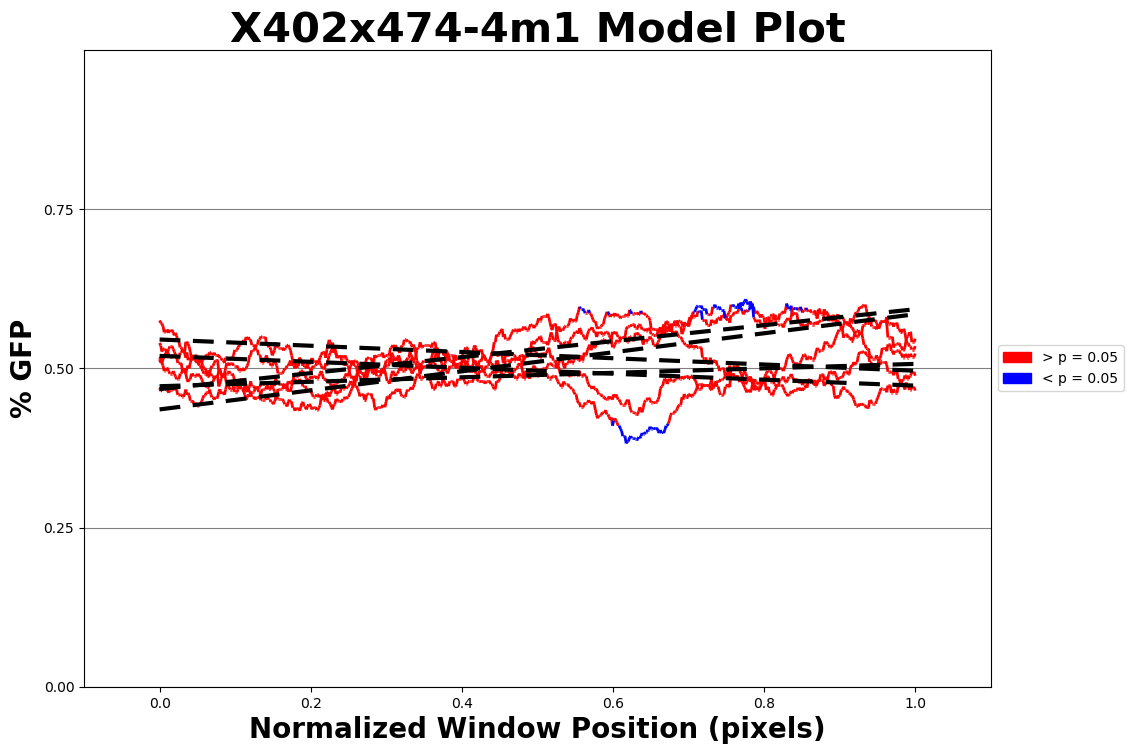 X402x474-4m1 Model Plot
% GFP
0.75
0.50
0.25
0.00
0.0 0.2 0.4 0.6 0.8 1.0
Normalized Window Position (pixels)
> p = 0.05
< p = 0.05